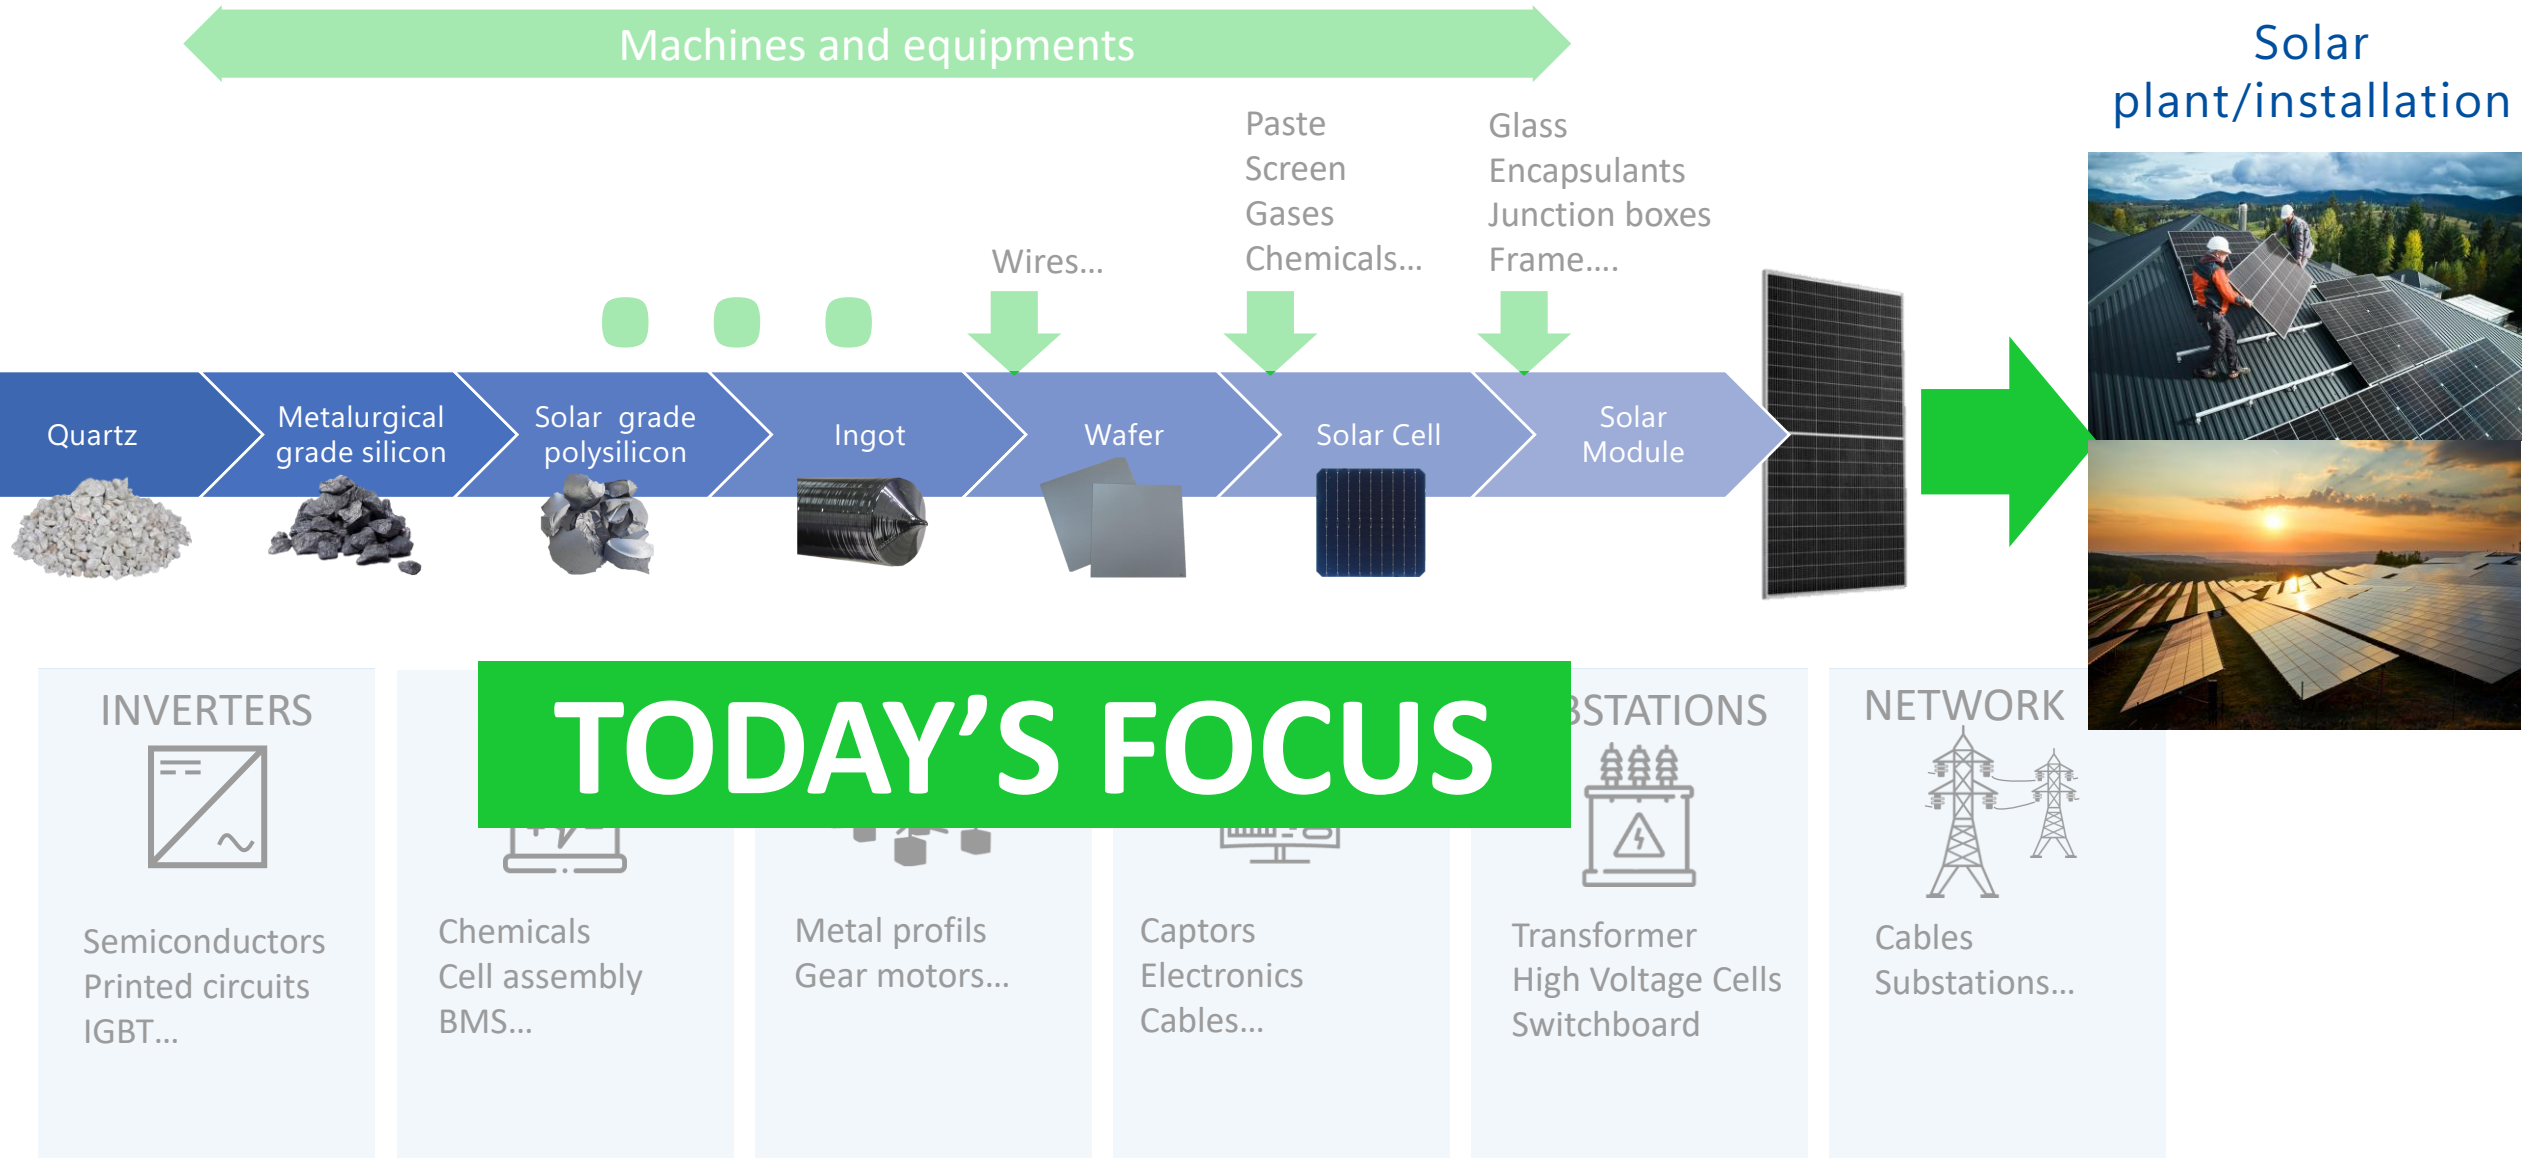 Machines and equipments
Solar
plant/installation
Paste
Screen
Gases
Chemicals...
Glass
Encapsulants
Junction boxes
Frame....
Wires...
Quartz
Metalurgical
grade silicon
Solar grade
polysilicon
Ingot
Wafer
Solar Cell
Solar
Module
TODAY'S FOCUS
INVERTERS
BSTATIONS
NETWORK
Semiconductors
Printed circuits
IGBT...
Chemicals
Cell assembly
BMS...
Metal profils
Gear motors...
Captors
Electronics
Cables...
Transformer
High Voltage Cells
Switchboard
Cables
Substations...